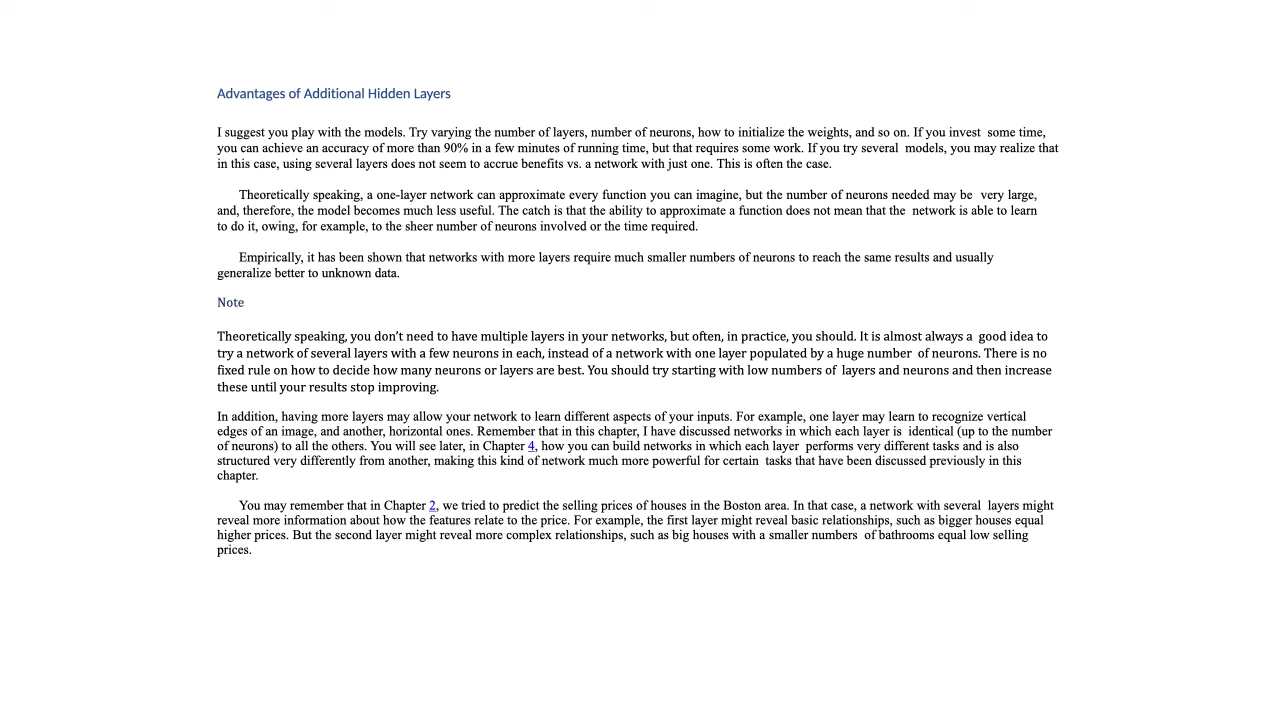 Advantages of Additional Hidden Layers
I suggest you play with the models. Try varying the number of layers, number of neurons, how to initialize the weights, and so on. If you invest some time,
you can achieve an accuracy of more than 90% in a few minutes of running time, but that requires some work. If you try several models, you may realize that
in this case, using several layers does not seem to accrue benefits vs. a network with just one. This is often the case.
Theoretically speaking, a one-layer network can approximate every function you can imagine, but the number of neurons needed may be very large,
and, therefore, the model becomes much less useful. The catch is that the ability to approximate a function does not mean that the network is able to learn
to do it, owing, for example, to the sheer number of neurons involved or the time required.
Empirically, it has been shown that networks with more layers require much smaller numbers of neurons to reach the same results and usually
generalize better to unknown data.
Note
Theoretically speaking, you don’t need to have multiple layers in your networks, but often, in practice, you should. It is almost always a good idea to
try a network of several layers with a few neurons in each, instead of a network with one layer populated by a huge number of neurons. There is no
fixed rule on how to decide how many neurons or layers are best. You should try starting with low numbers of layers and neurons and then increase
these until your results stop improving.
In addition, having more layers may allow your network to learn different aspects of your inputs. For example, one layer may learn to recognize vertical
edges of an image, and another, horizontal ones. Remember that in this chapter, I have discussed networks in which each layer is identical (up to the number
of neurons) to all the others. You will see later, in Chapter 4, how you can build networks in which each layer performs very different tasks and is also
structured very differently from another, making this kind of network much more powerful for certain tasks that have been discussed previously in this
chapter.
You may remember that in Chapter 2, we tried to predict the selling prices of houses in the Boston area. In that case, a network with several layers might
reveal more information about how the features relate to the price. For example, the first layer might reveal basic relationships, such as bigger houses equal
higher prices. But the second layer might reveal more complex relationships, such as big houses with a smaller numbers of bathrooms equal low selling
prices.